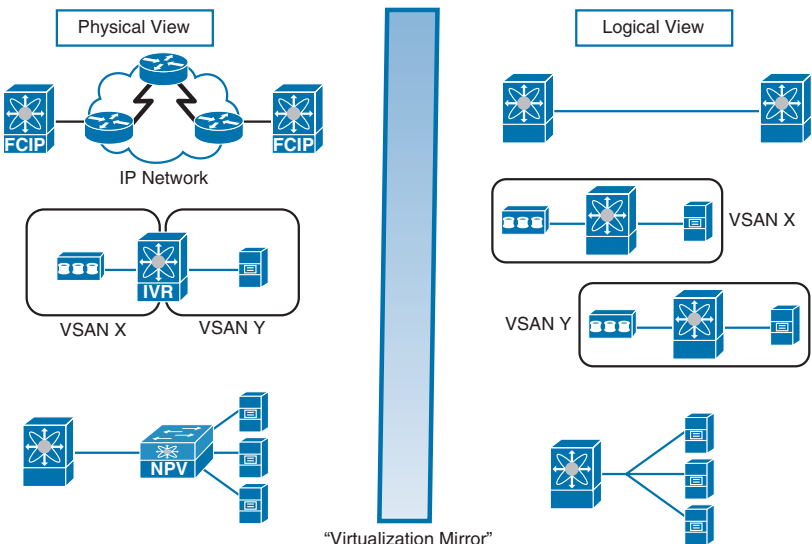 Physical View
Logical View
FCIP
FCIP
IP Network
IVR
VSAN X
VSAN Y
VSAN X
VSAN Y
NPV
“Virtualization Mirror”